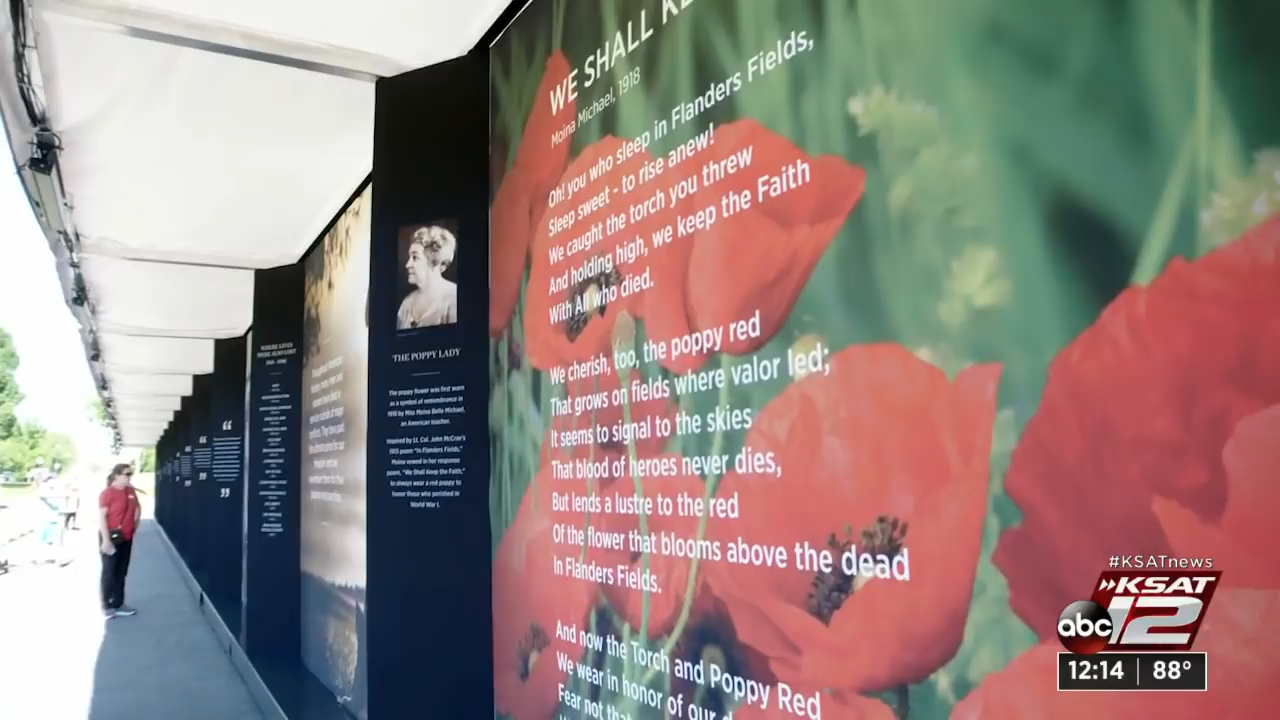 WE SHALL KE
Moina Michael, 1918
Oh! you who sleep in Flanders Fields,
Sleep sweet - to rise anew!
We caught the torch you threw
And holding high, we keep the Faith
With All who died.
We cherish, too, the poppy red
That grows on fields where valor led;
It seems to signal to the skies
That blood of heroes never dies,
But lends a lustre to the red
Of the flower that blooms above the dead
In Flanders Fields.
And now the Torch and Poppy Red
We wear in honor of our d
Fear not that
THE POPPY LADY
The poppy flower was first worn
as a symbol of remembrance in
1918 by Miss Moina Belle Michael,
an American teacher.
Inspired by Lt. Col. John McCrae's
1915 poem "In Flanders Fields,"
Moina vowed in her response
poem, "We Shall Keep the Faith,"
to always wear a red poppy to
honor those who perished in
World War I.
WHERE LIVES
WERE ALSO LOST
#KSATnews
KSAT
abc 12
12:14 88°